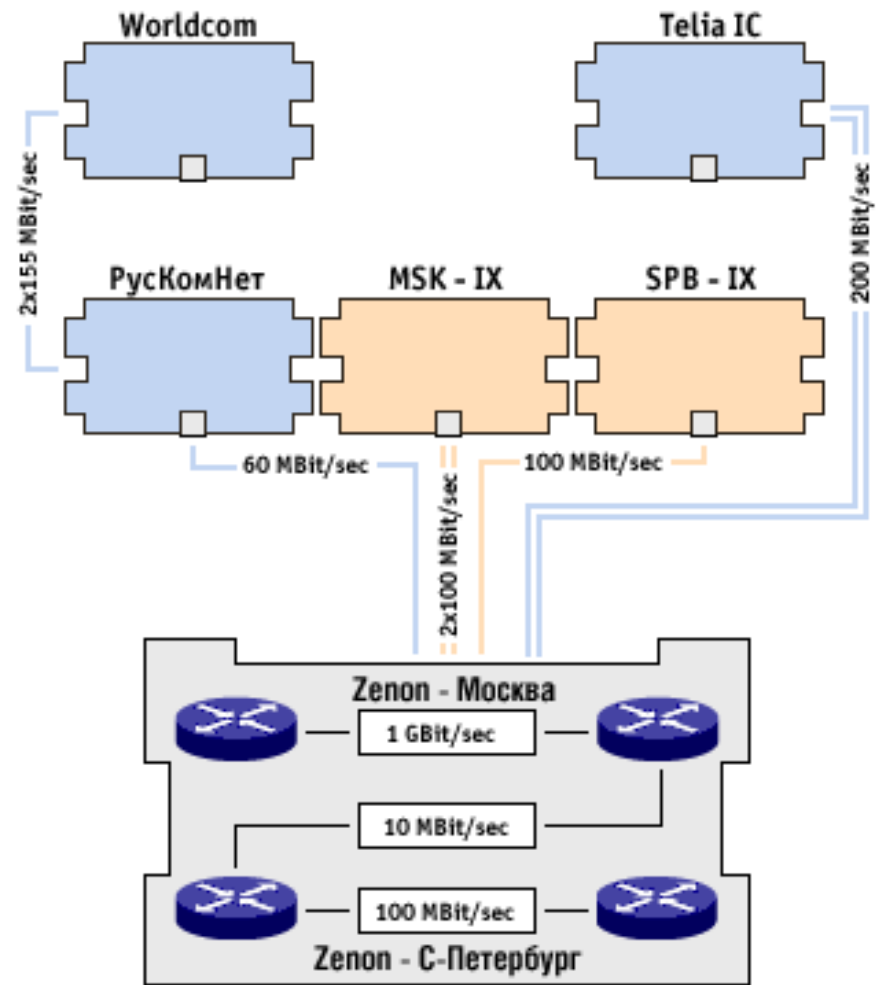 Worldcom
Telia IC
2x155 MBit/sec
200 MBit/sec
РусКомНет
MSK - IX
SPB - IX
60 MBit/sec
2x100 MBit/sec
100 MBit/sec
Zenon - Москва
1 GBit/sec
10 MBit/sec
100 MBit/sec
Zenon - С-Петербург